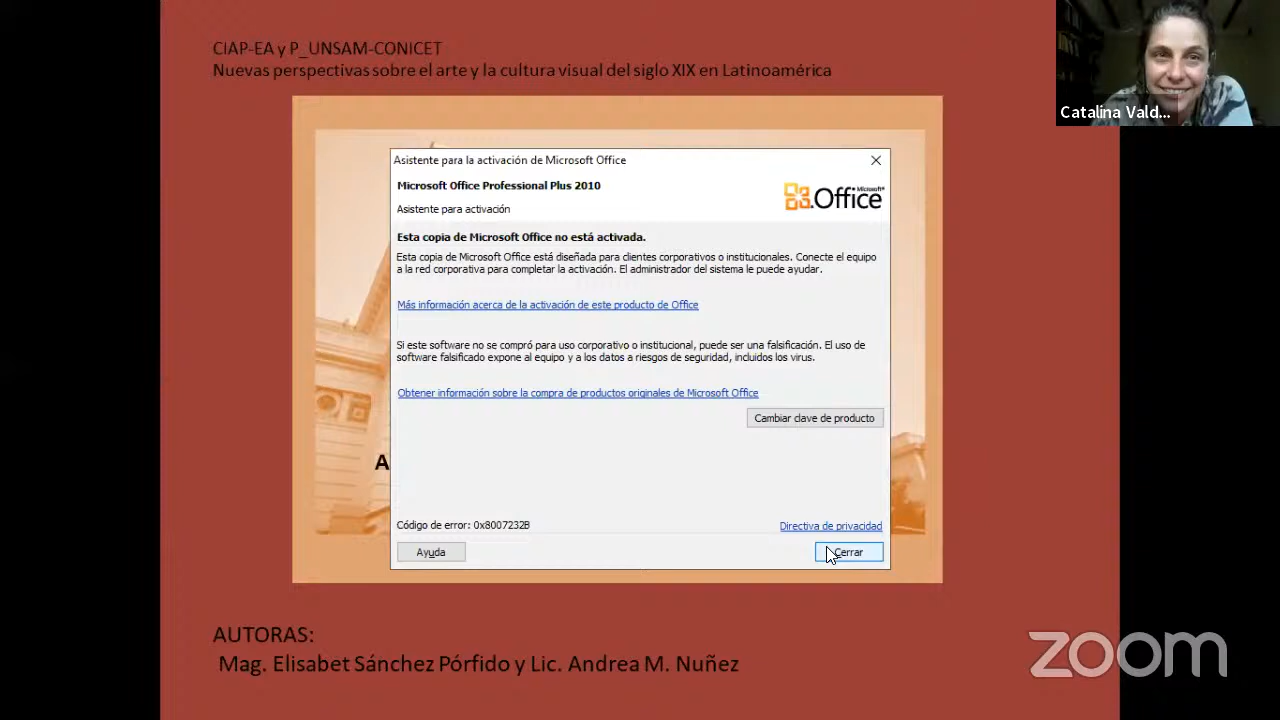 CIAP-EA y P_UNSAM-CONICET
Nuevas perspectivas sobre el arte y la cultura visual del siglo XIX en Latinoamérica
Catalina Vald...
Asistente para la activación de Microsoft Office
Microsoft Office Professional Plus 2010
Microsoft®
Office
Asistente para activación
Esta copia de Microsoft Office no está activada.
Esta copia de Microsoft Office está diseñada para clientes corporativos o institucionales. Conecte el equipo
a la red corporativa para completar la activación. El administrador del sistema le puede ayudar.
Más información acerca de la activación de este producto de Office
Si este software no se compró para uso corporativo o institucional, puede ser una falsificación. El uso de
software falsificado expone al equipo y a los datos a riesgos de seguridad, incluidos los virus.
Obtener información sobre la compra de productos originales de Microsoft Office
Cambiar clave de producto
A
Código de error: 0x8007232B
Directiva de privacidad
Ayuda
Cerrar
AUTORAS:
Mag. Elisabet Sánchez Pórfido y Lic. Andrea M. Nuñez
zoom